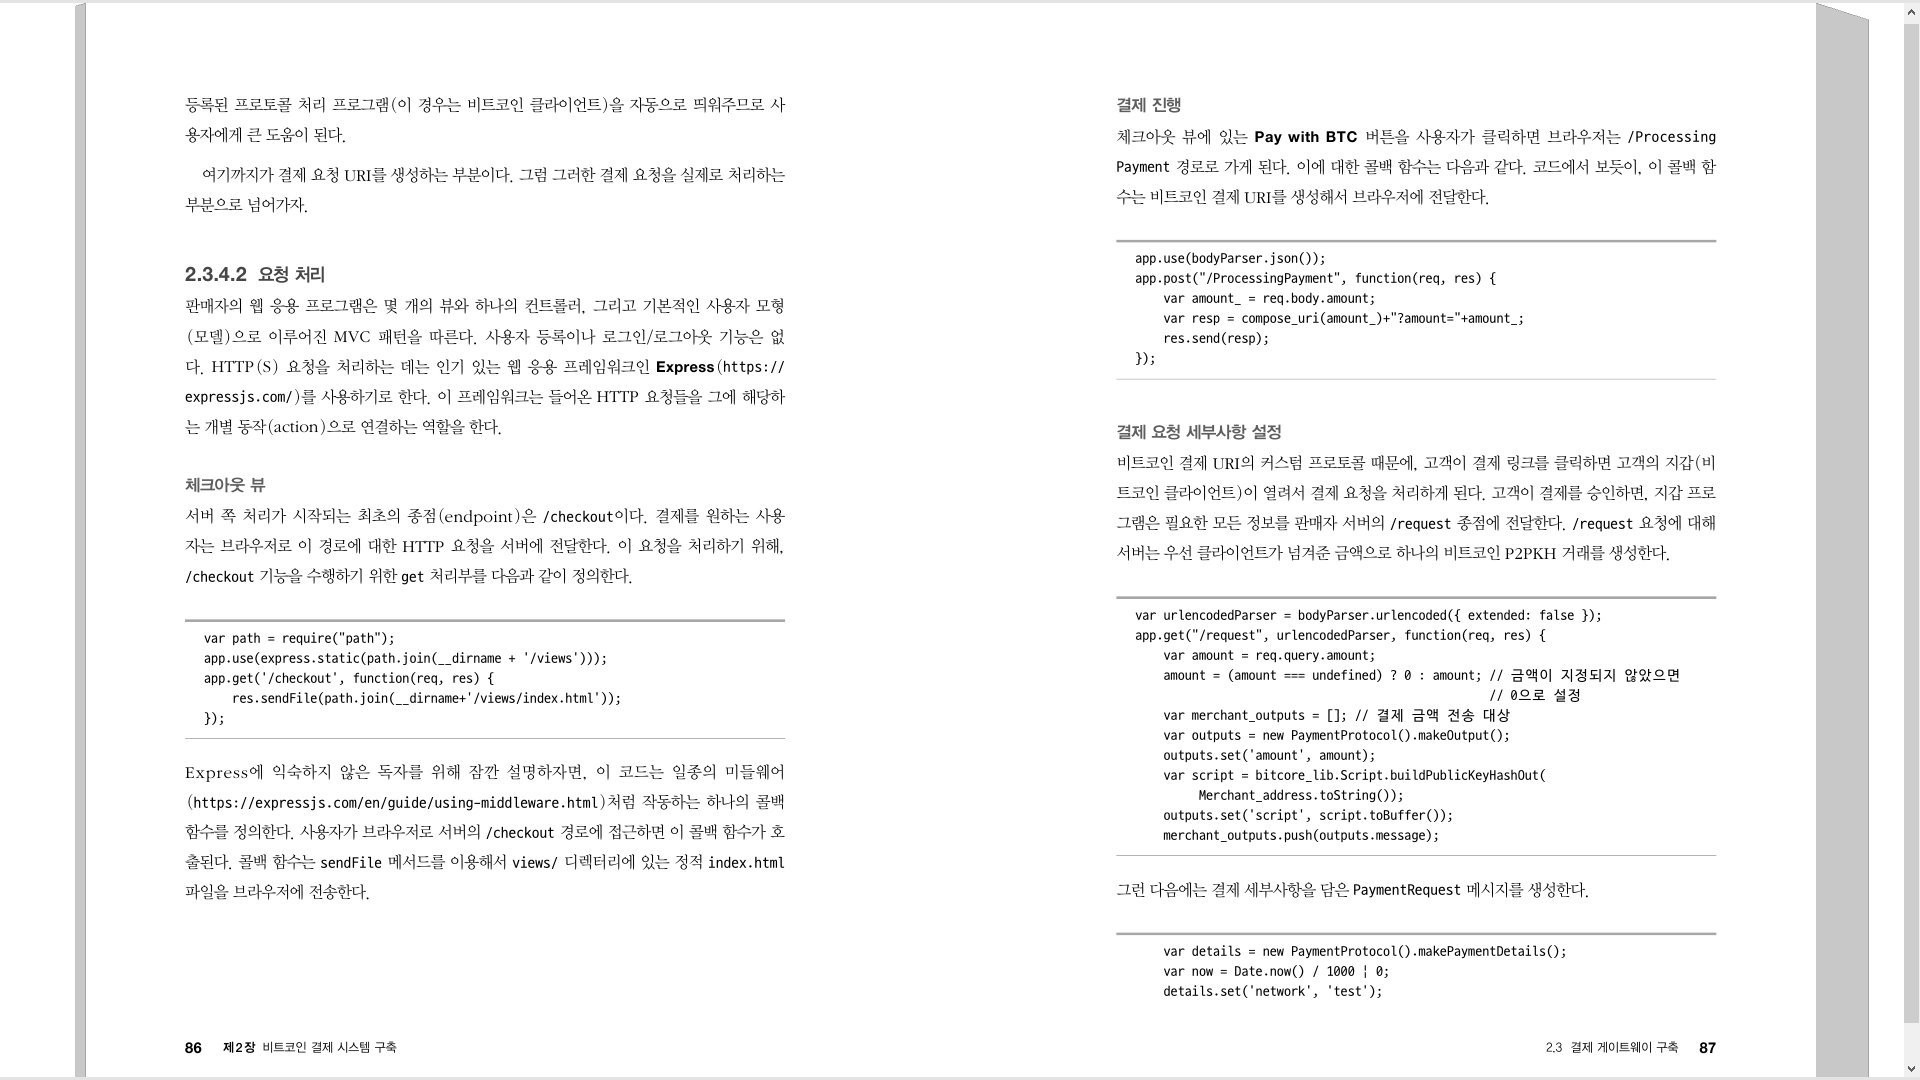 등록된 프로토콜 처리 프로그램(이 경우는 비트코인 클라이언트)을 자동으로 띄워주므로 사
용자에게 큰 도움이 된다.
여기까지가 결제 요청 URI를 생성하는 부분이다. 그럼 그러한 결제 요청을 실제로 처리하는
부분으로 넘어가자.
2.3.4.2 요청 처리
판매자의 웹 응용 프로그램은 몇 개의 뷰와 하나의 컨트롤러, 그리고 기본적인 사용자 모형
(모델)으로 이루어진 MVC 패턴을 따른다. 사용자 등록이나 로그인/로그아웃 기능은 없
다. HTTP(S) 요청을 처리하는 데는 인기 있는 웹 응용 프레임워크인 Express(https://
expressjs.com/)를 사용하기로 한다. 이 프레임워크는 들어온 HTTP 요청들을 그에 해당하
는 개별 동작(action)으로 연결하는 역할을 한다.
체크아웃 뷰
서버 쪽 처리가 시작되는 최초의 종점(endpoint)은 /checkout이다. 결제를 원하는 사용
자는 브라우저로 이 경로에 대한 HTTP 요청을 서버에 전달한다. 이 요청을 처리하기 위해,
/checkout 기능을 수행하기 위한 get 처리부를 다음과 같이 정의한다.
var path = require("path");
app.use(express.static(path.join(__dirname + '/views')));
app.get('/checkout', function(req, res) {
    res.sendFile(path.join(__dirname+'/views/index.html'));
});
Express에 익숙하지 않은 독자를 위해 잠깐 설명하자면, 이 코드는 일종의 미들웨어
(https://expressjs.com/en/guide/using-middleware.html)처럼 작동하는 하나의 콜백
함수를 정의한다. 사용자가 브라우저로 서버의 /checkout 경로에 접근하면 이 콜백 함수가 호
출된다. 콜백 함수는 sendFile 메서드를 이용해서 views/ 디렉터리에 있는 정적 index.html
파일을 브라우저에 전송한다.
86 제2장 비트코인 결제 시스템 구축
결제 진행
체크아웃 뷰에 있는 Pay with BTC 버튼을 사용자가 클릭하면 브라우저는 /Processing
Payment 경로로 가게 된다. 이에 대한 콜백 함수는 다음과 같다. 코드에서 보듯이, 이 콜백 함
수는 비트코인 결제 URI를 생성해서 브라우저에 전달한다.
app.use(bodyParser.json());
app.post("/ProcessingPayment", function(req, res) {
    var amount_ = req.body.amount;
    var resp = compose_uri(amount_)+"?amount="+amount_;
    res.send(resp);
});
결제 요청 세부사항 설정
비트코인 결제 URI의 커스텀 프로토콜 때문에, 고객이 결제 링크를 클릭하면 고객의 지갑(비
트코인 클라이언트)이 열려서 결제 요청을 처리하게 된다. 고객이 결제를 승인하면, 지갑 프로
그램은 필요한 모든 정보를 판매자 서버의 /request 종점에 전달한다. /request 요청에 대해
서버는 우선 클라이언트가 넘겨준 금액으로 하나의 비트코인 P2PKH 거래를 생성한다.
var urlencodedParser = bodyParser.urlencoded({ extended: false });
app.get("/request", urlencodedParser, function(req, res) {
    var amount = req.query.amount;
    amount = (amount === undefined) ? 0 : amount; // 금액이 지정되지 않았으면
                                                  // 0으로 설정
    var merchant_outputs = []; // 결제 금액 전송 대상
    var outputs = new PaymentProtocol().makeOutput();
    outputs.set('amount', amount);
    var script = bitcore_lib.Script.buildPublicKeyHashOut(
         Merchant_address.toString());
    outputs.set('script', script.toBuffer());
    merchant_outputs.push(outputs.message);
그런 다음에는 결제 세부사항을 담은 PaymentRequest 메시지를 생성한다.
    var details = new PaymentProtocol().makePaymentDetails();
    var now = Date.now() / 1000 ¦ 0;
    details.set('network', 'test');
2.3 결제 게이트웨이 구축 87